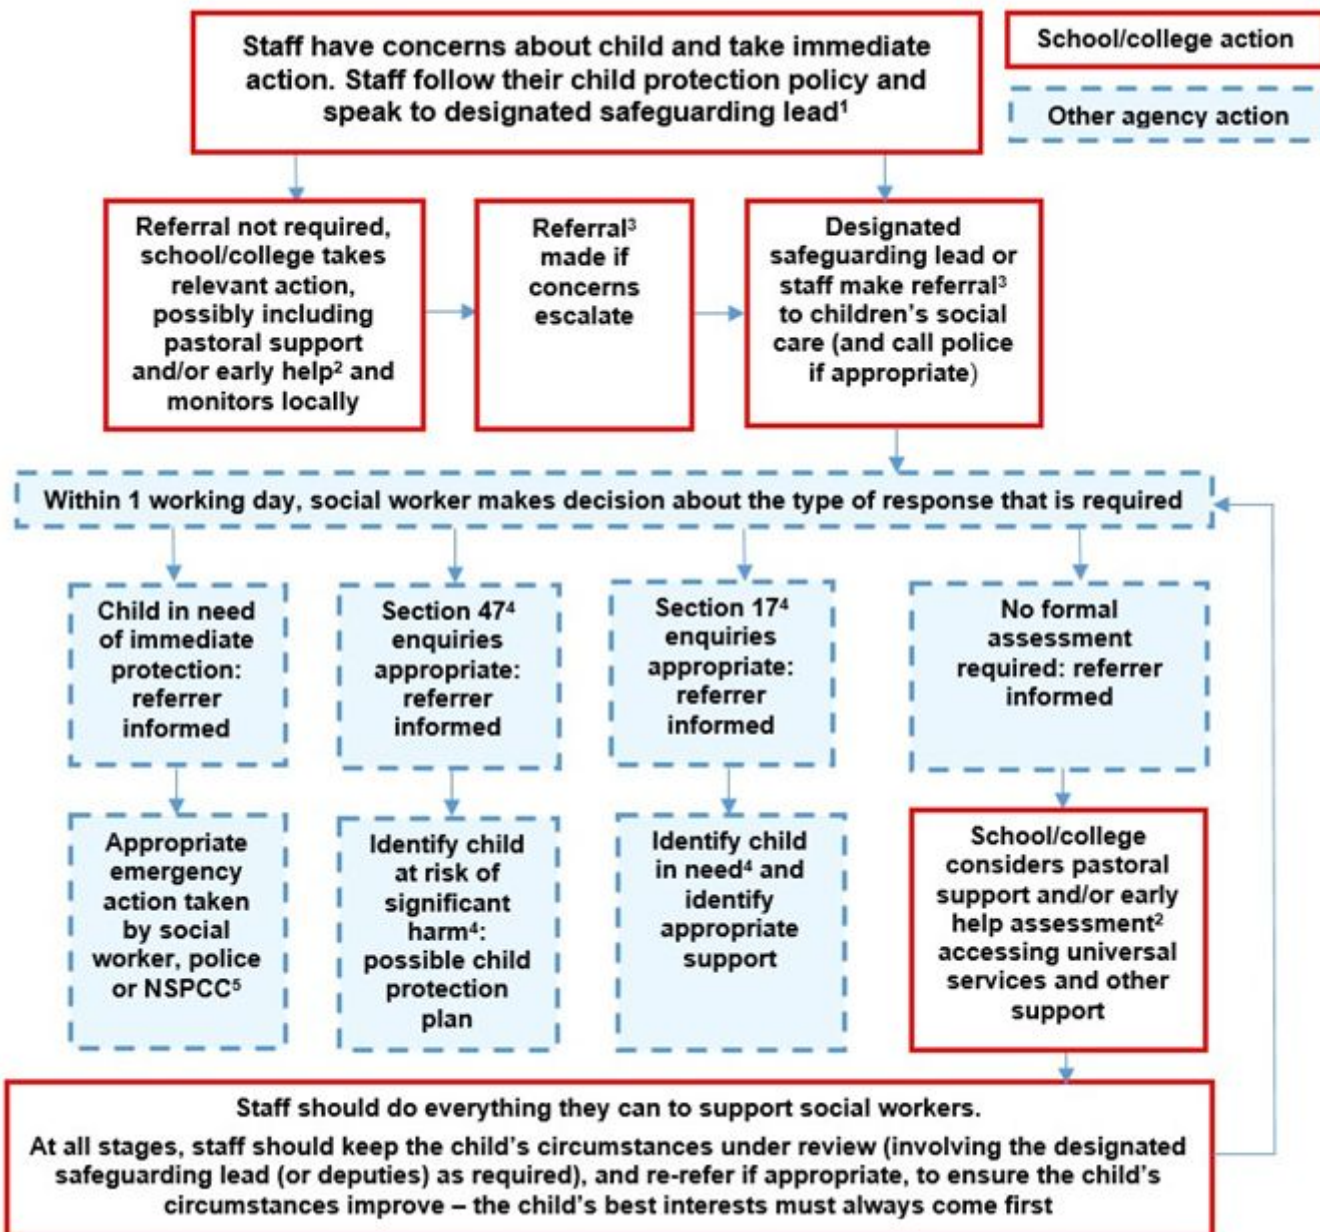 Staff have concerns about child and take immediate
action. Staff follow their child protection policy and
speak to designated safeguarding lead¹
School/college action
Other agency action
Referral not required,
school/college takes
relevant action,
possibly including
pastoral support
and/or early help² and
monitors locally
Referral³
made if
concerns
escalate
Designated
safeguarding lead or
staff make referral³
to children’s social
care (and call police
if appropriate)
Within 1 working day, social worker makes decision about the type of response that is required
Child in need
of immediate
protection:
referrer
informed
Section 47⁴
enquiries
appropriate:
referrer
informed
Section 17⁴
enquiries
appropriate:
referrer
informed
No formal
assessment
required: referrer
informed
Appropriate
emergency
action taken
by social
worker, police
or NSPCC⁵
Identify child
at risk of
significant
harm⁴:
possible child
protection
plan
Identify child
in need⁴ and
identify
appropriate
support
School/college
considers pastoral
support and/or early
help assessment²
accessing universal
services and other
support
Staff should do everything they can to support social workers.
At all stages, staff should keep the child’s circumstances under review (involving the designated
safeguarding lead (or deputies) as required), and re-refer if appropriate, to ensure the child’s
circumstances improve – the child’s best interests must always come first